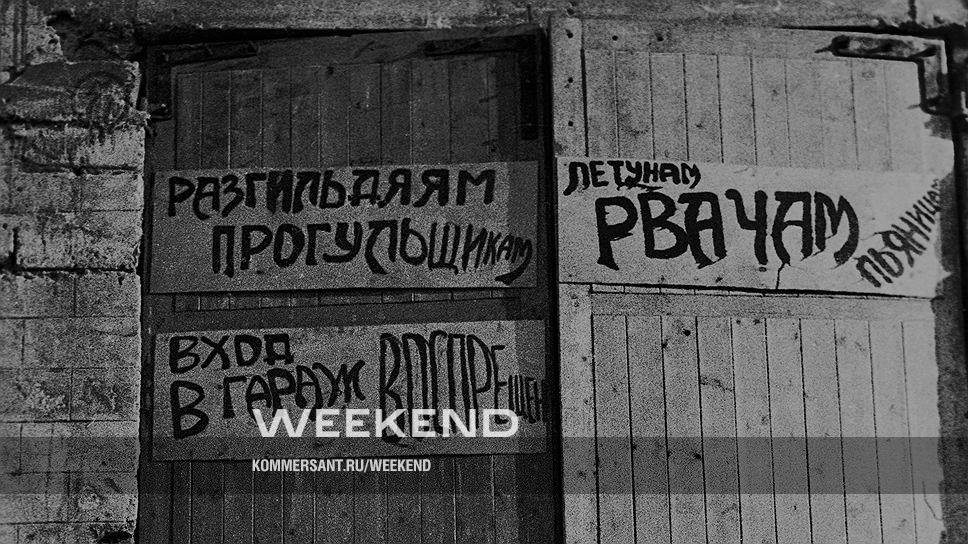 РАЗГИЛЬДЯЯМ
ПРОГУЛЬЩИКАМ
ЛЕТУНАМ
РВАЧАМ
ПЬЯНИЦАМ
ВХОД
В ГАРАЖ ВОСПРЕЩЕН
WEEKEND
KOMMERSANT.RU/WEEKEND